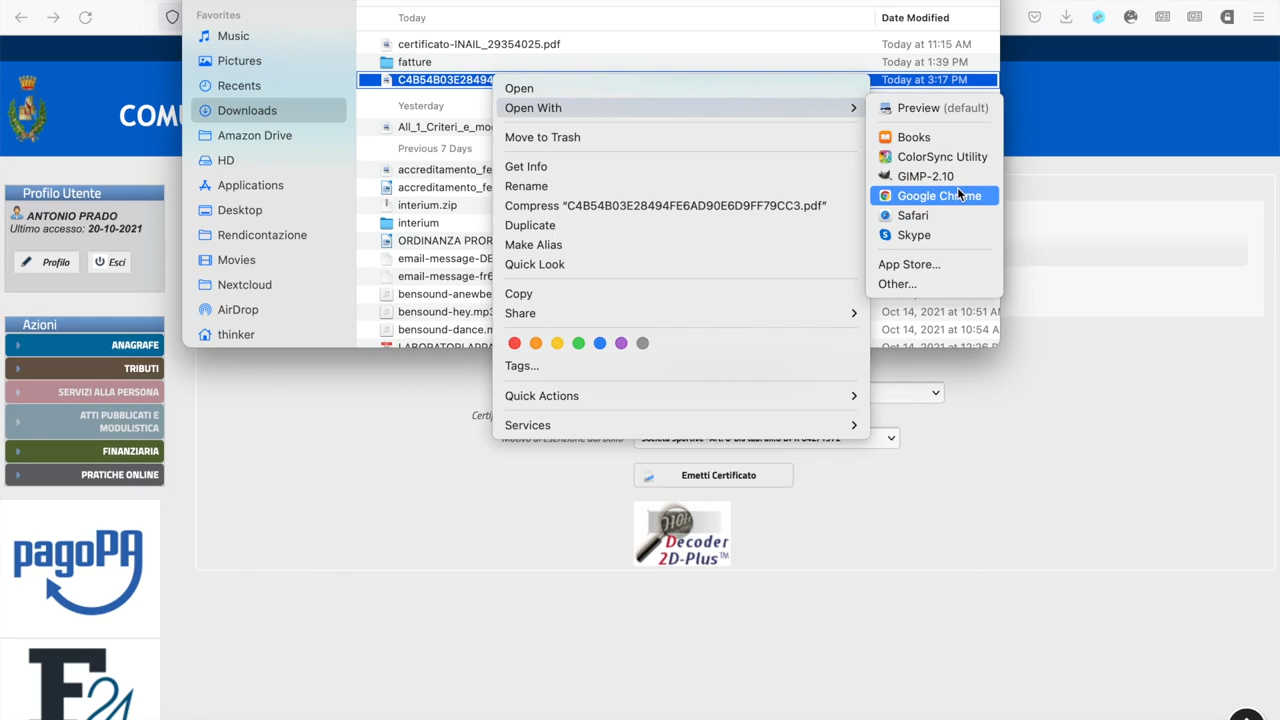 Favorites
Music
Pictures
Recents
Downloads
Amazon Drive
HD
Applications
Desktop
Rendicontazione
Movies
Nextcloud
AirDrop
thinker
Today
Date Modified
certificato-INAIL_29354025.pdf
Today at 11:15 AM
fatture
Today at 1:39 PM
C4B54B03E28494
Today at 3:17 PM
Yesterday
All_1_Criteri_e_mo
Previous 7 Days
accreditamento_fe
accreditamento_fe
interium.zip
interium
ORDINANZA PROR
email-message-DE
email-message-fr6
bensound-anewbe
bensound-hey.mp3
Oct 14, 2021 at 10:51 AM
bensound-dance.m
Oct 14, 2021 at 10:54 A
Open
Open With
Move to Trash
Get Info
Rename
Compress “C4B54B03E28494FE6AD90E6D9FF79CC3.pdf”
Duplicate
Make Alias
Quick Look
Copy
Share
Tags...
Quick Actions
Services
Preview (default)
Books
ColorSync Utility
GIMP-2.10
Google Chrome
Safari
Skype
App Store...
Other...
COMU
Profilo Utente
ANTONIO PRADO
Ultimo accesso: 20-10-2021
Profilo
Esci
Azioni
ANAGRAFE
TRIBUTI
SERVIZI ALLA PERSONA
ATTI PUBBLICATI E
MODULISTICA
FINANZIARIA
PRATICHE ONLINE
pagoPA
F24
Certi
Emetti Certificato
Decoder
2D-Plus™